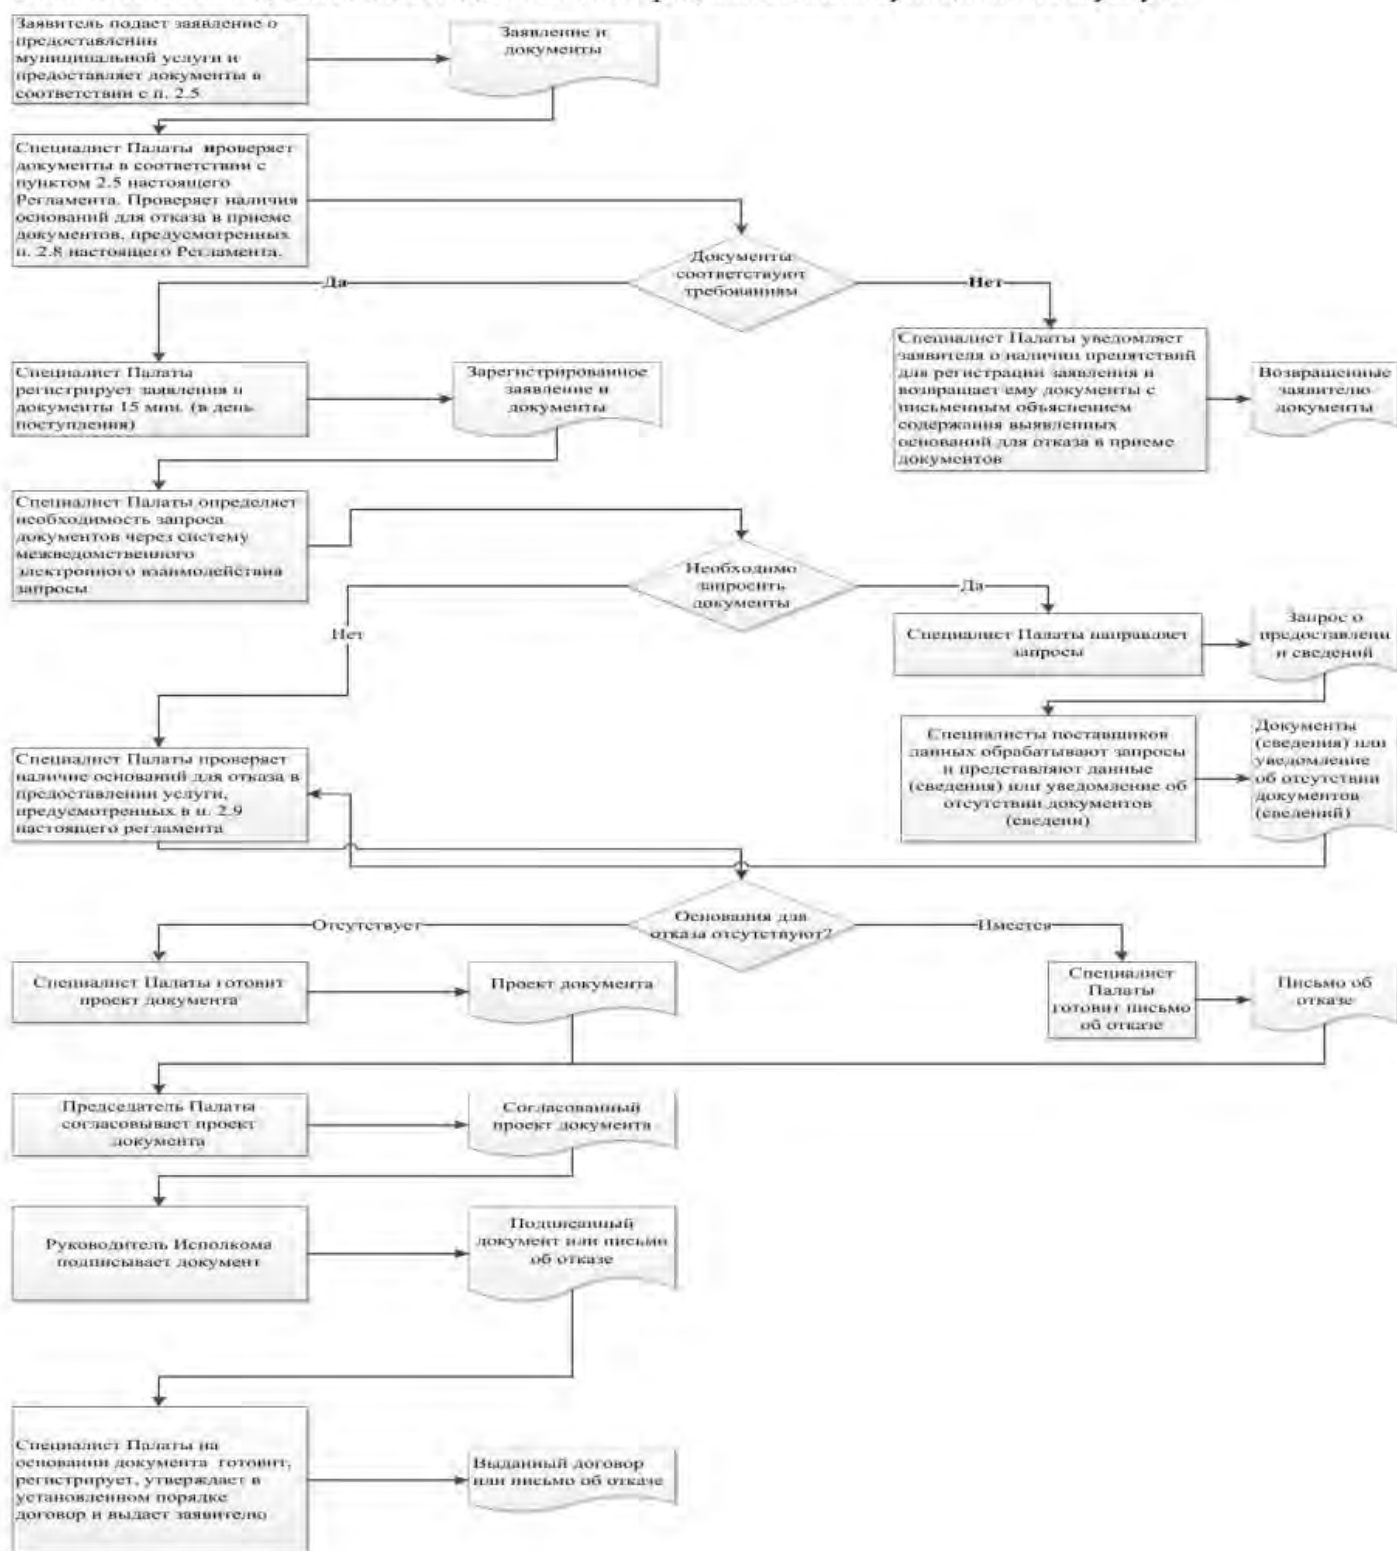 Заявитель подает заявление о
предоставлении
муниципальной услуги и
предоставляет документы в
соответствии с п. 2.5
Заявление и
документы
Специалист Палаты проверяет
документы в соответствии с
пунктом 2.5 настоящего
Регламента. Проверяет наличия
оснований для отказа в приеме
документов, предусмотренных
п. 2.8 настоящего Регламента.
Документы
соответствуют
требованиям
Да
Нет
Специалист Палаты
регистрирует заявления и
документы 15 мин. (в день
поступления)
Зарегистрированное
заявление и
документы
Специалист Палаты уведомляет
заявителя о наличии препятствий
для регистрации заявления и
возвращает ему документы с
письменным объяснением
содержания выявленных
оснований для отказа в приеме
документов
Возвращенные
заявителю
документы
Специалист Палаты определяет
необходимость запроса
документов через систему
межведомственного
электронного взаимодействия
запросы
Необходимо
запросить
документы
Да
Нет
Специалист Палаты направляет
запросы
Запрос о
предоставлени
и сведений
Специалист Палаты проверяет
наличие оснований для отказа в
предоставлении услуги,
предусмотренных в п. 2.9
настоящего регламента
Специалисты поставщиков
данных обрабатывают запросы
и представляют данные
(сведения) или уведомление об
отсутствии документов
(сведени)
Документы
(сведения) или
уведомление
об отсутствии
документов
(сведений)
Основания для
отказа отсутствуют?
Отсутствует
Имеется
Специалист Палаты готовит
проект документа
Проект документа
Специалист
Палаты
готовит письмо
об отказе
Письмо об
отказе
Председатель Палаты
согласовывает проект
документа
Согласованный
проект документа
Руководитель Исполкома
подписывает документ
Подписанный
документ или письмо
об отказе
Специалист Палаты на
основании документа готовит,
регистрирует, утверждает в
установленном порядке
договор и выдает заявителю
Выданный договор
или письмо об отказе